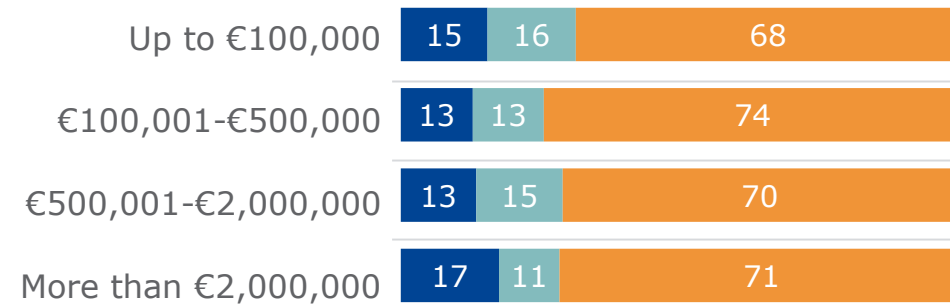 Up to €100,000 15 16 68
€100,001-€500,000 13 13 74
€500,001-€2,000,000 13 15 70
More than €2,000,000 17 11 71